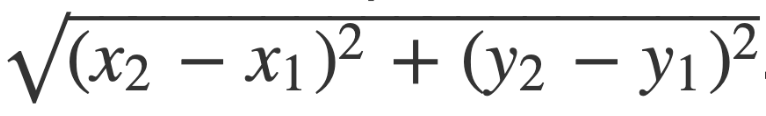 √(x₂ − x₁)² + (y₂ − y₁)²